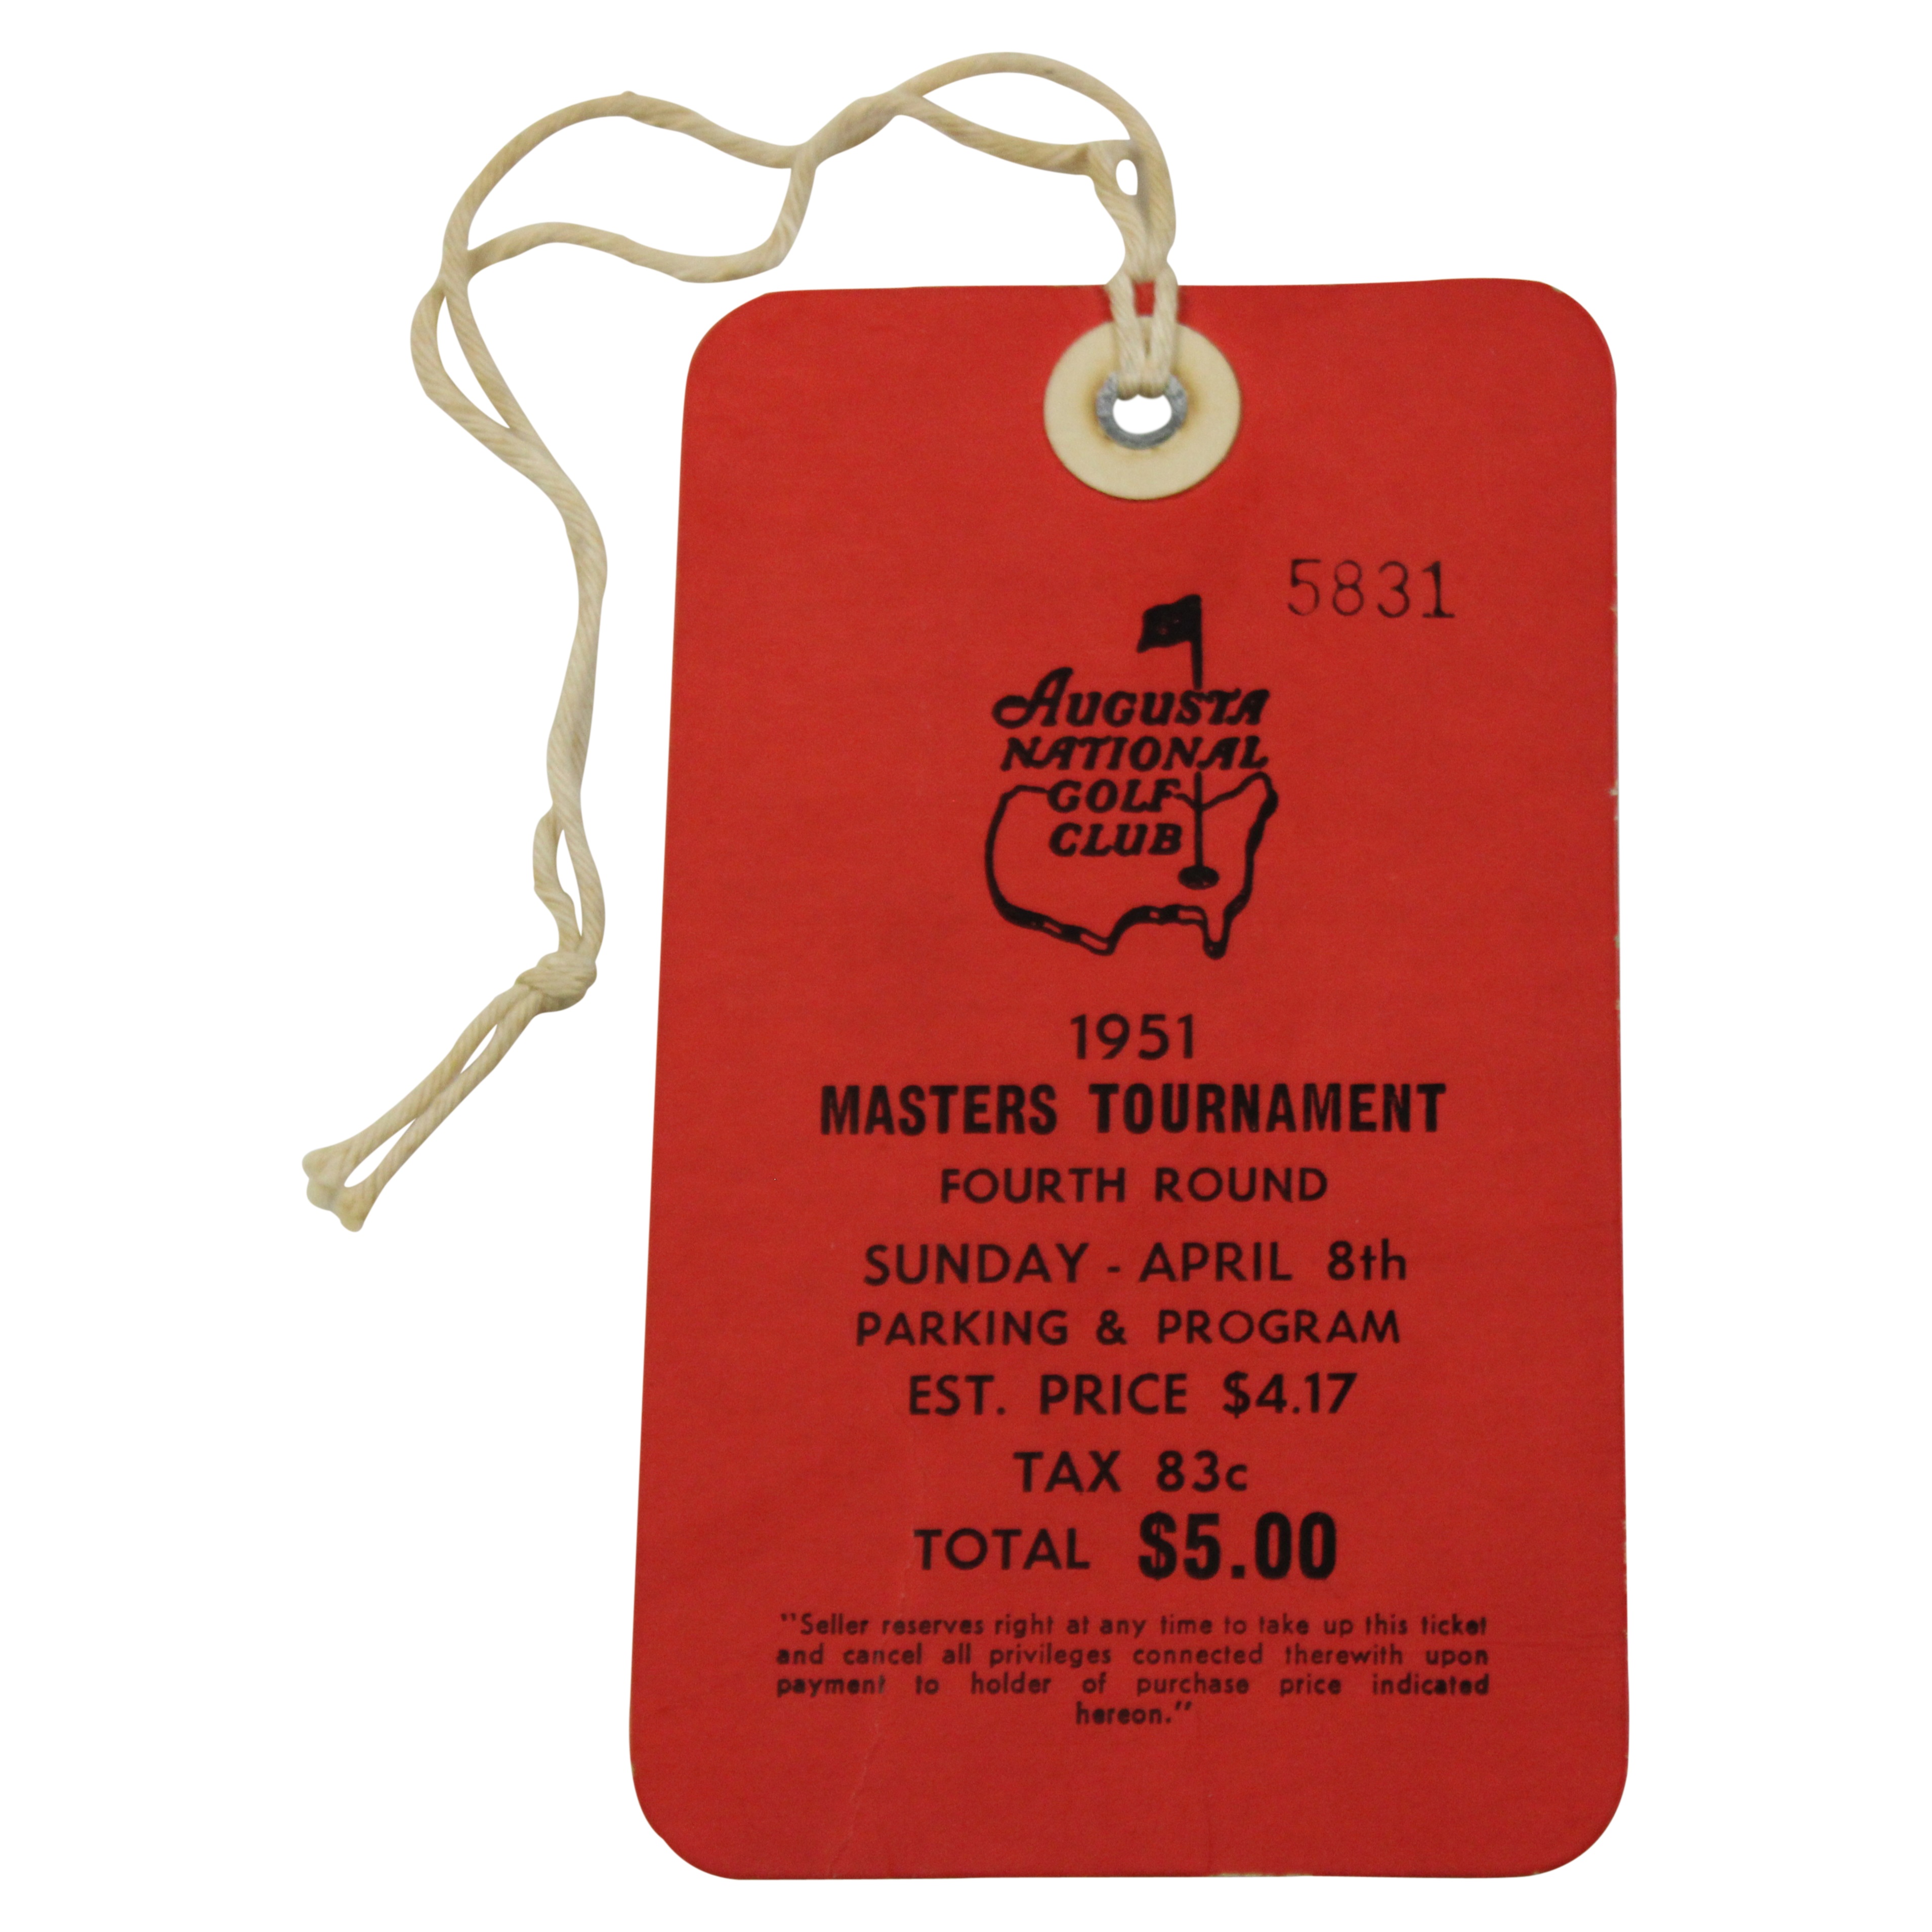 5831
AUGUSTA
NATIONAL
GOLF
CLUB
1951
MASTERS TOURNAMENT
FOURTH ROUND
SUNDAY - APRIL 8th
PARKING & PROGRAM
EST. PRICE $4.17
TAX 83c
TOTAL $5.00
"Seller reserves right at any time to take up this ticket
and cancel all privileges connected therewith upon
payment to holder of purchase price indicated
hereon."